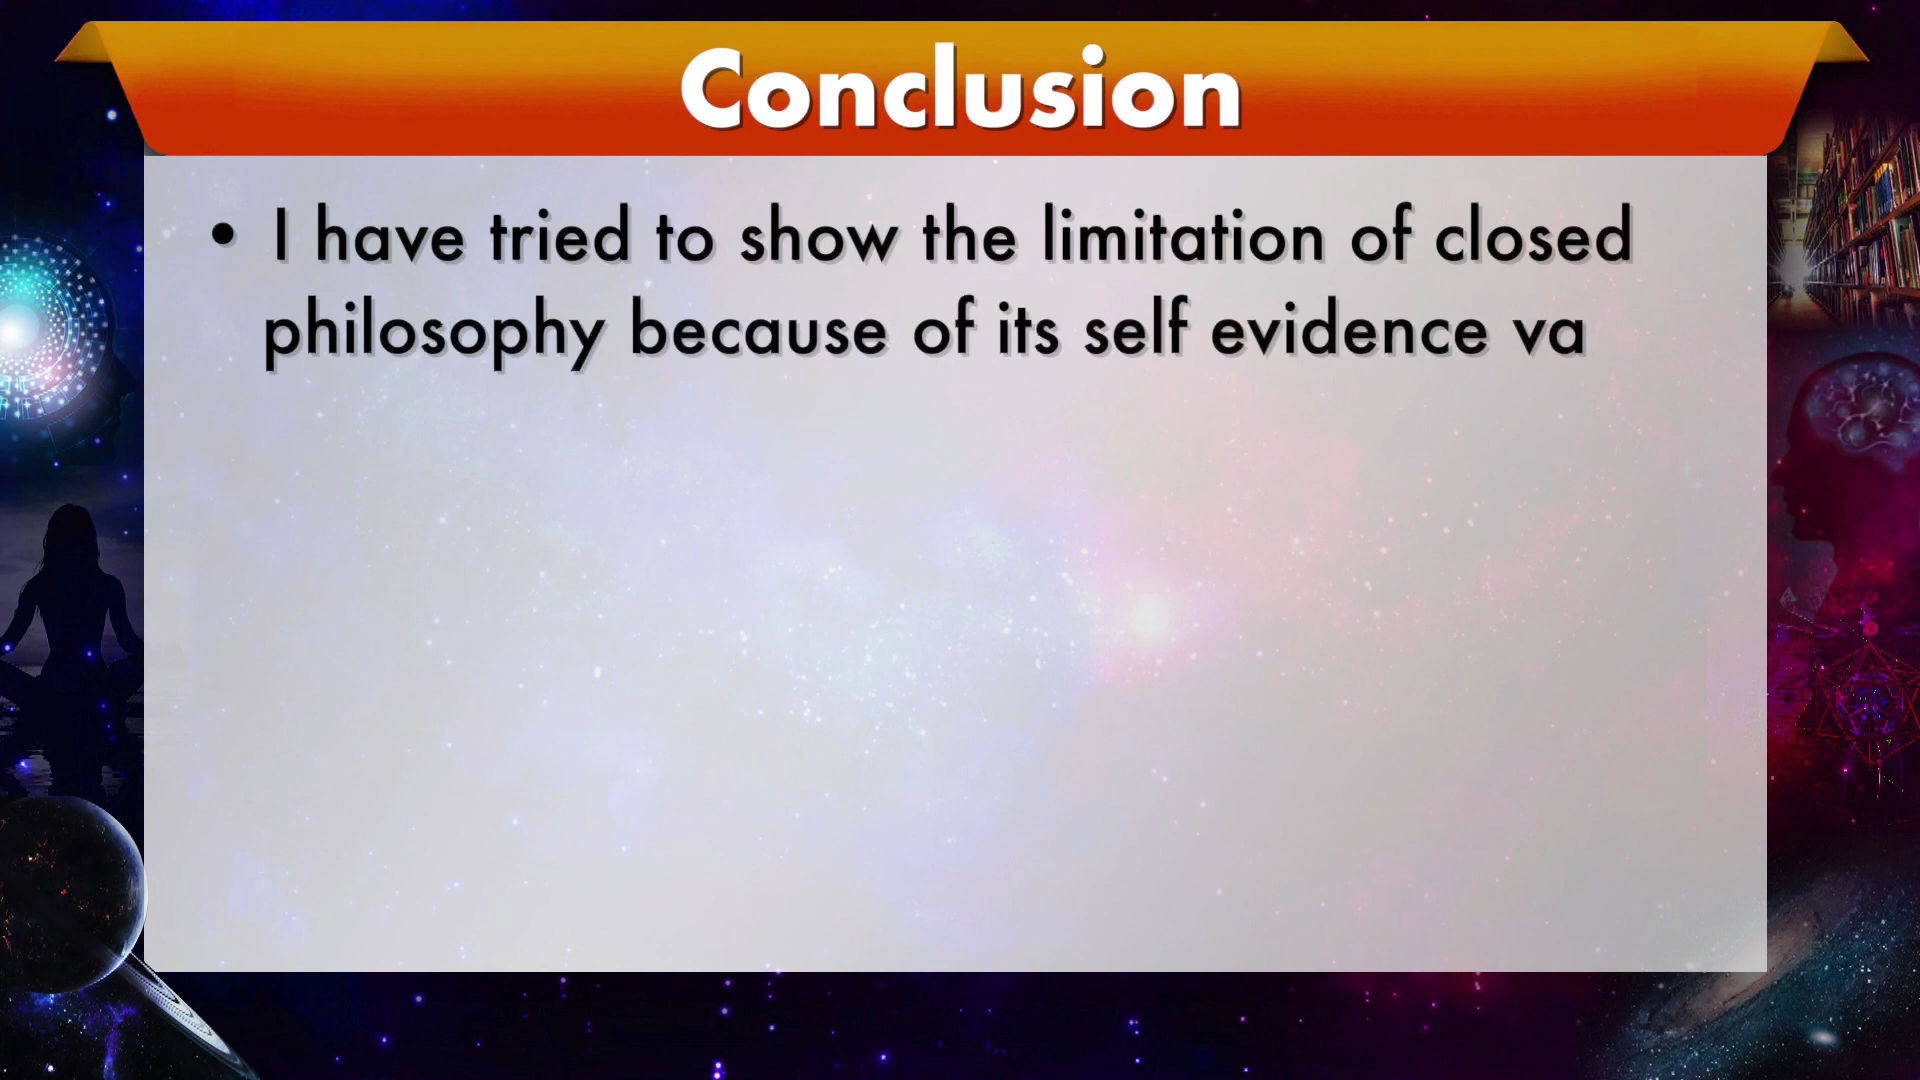 Conclusion
• I have tried to show the limitation of closed
philosophy because of its self evidence va